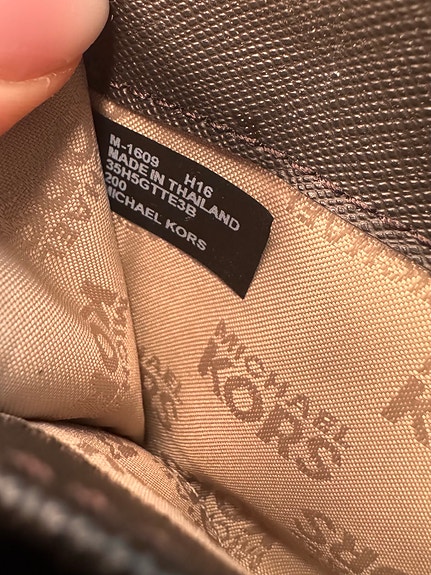 M-1609 H16
MADE IN THAILAND
35H5GTTE3B
200
MICHAEL KORS
MICHAEL
KORS